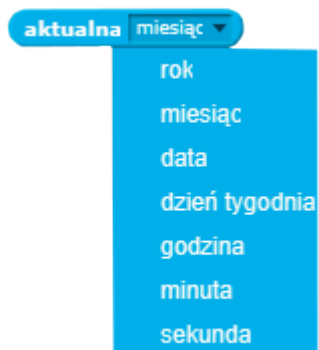 aktualna miesiąc
rok
miesiąc
data
dzień tygodnia
godzina
minuta
sekunda